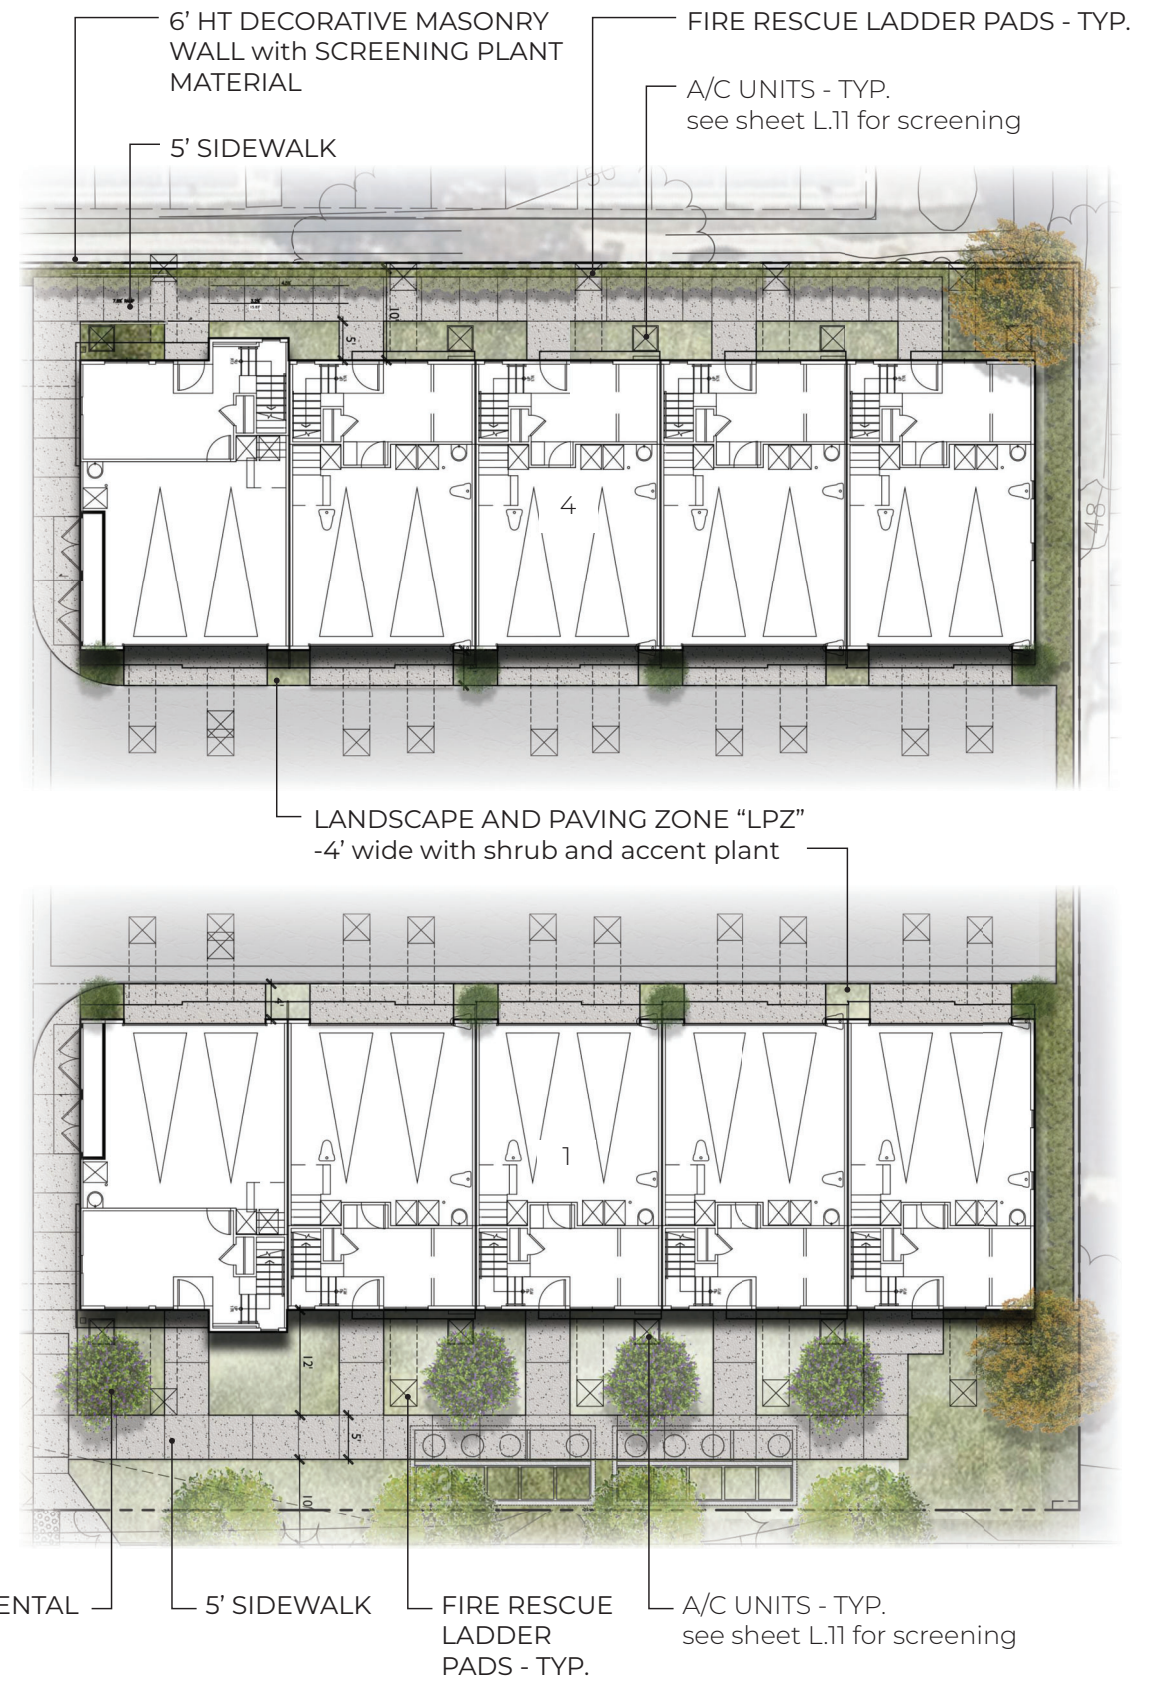 6’ HT DECORATIVE MASONRY
WALL with SCREENING PLANT
MATERIAL
FIRE RESCUE LADDER PADS - TYP.
A/C UNITS - TYP.
see sheet L.11 for screening
5’ SIDEWALK
50
10'
5'
48
4
LANDSCAPE AND PAVING ZONE “LPZ”
-4’ wide with shrub and accent plant
4'
1
12'
5'
10'
ENTAL
5’ SIDEWALK
FIRE RESCUE
LADDER
PADS - TYP.
A/C UNITS - TYP.
see sheet L.11 for screening